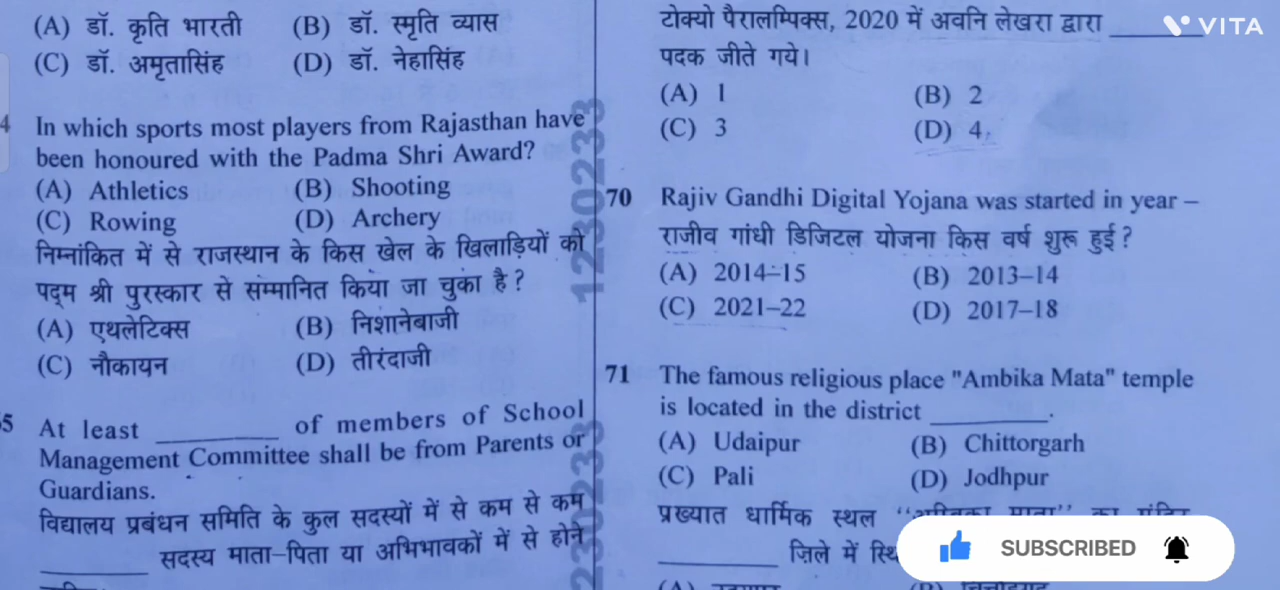 (A) डॉ. कृति भारती (B) डॉ. स्मृति व्यास
(C) डॉ. अमृतासिंह (D) डॉ. नेहासिंह
4 In which sports most players from Rajasthan have
been honoured with the Padma Shri Award?
(A) Athletics (B) Shooting
(C) Rowing (D) Archery
निम्नांकित में से राजस्थान के किस खेल के खिलाड़ियों को
पद्म श्री पुरस्कार से सम्मानित किया जा चुका है?
(A) एथलेटिक्स (B) निशानेबाजी
(C) नौकायन (D) तीरंदाजी
5 At least ________ of members of School
Management Committee shall be from Parents or
Guardians.
विद्यालय प्रबंधन समिति के कुल सदस्यों में से कम से कम
________ सदस्य माता-पिता या अभिभावकों में से होने
1230233
230233
टोक्यो पैरालम्पिक्स, 2020 में अवनि लेखरा द्वारा ________
पदक जीते गये।
(A) 1 (B) 2
(C) 3 (D) 4
70 Rajiv Gandhi Digital Yojana was started in year –
राजीव गांधी डिजिटल योजना किस वर्ष शुरू हुई?
(A) 2014–15 (B) 2013–14
(C) 2021–22 (D) 2017–18
71 The famous religious place "Ambika Mata" temple
is located in the district ________.
(A) Udaipur (B) Chittorgarh
(C) Pali (D) Jodhpur
प्रख्यात धार्मिक स्थल
________ ज़िले में
VITA
SUBSCRIBED